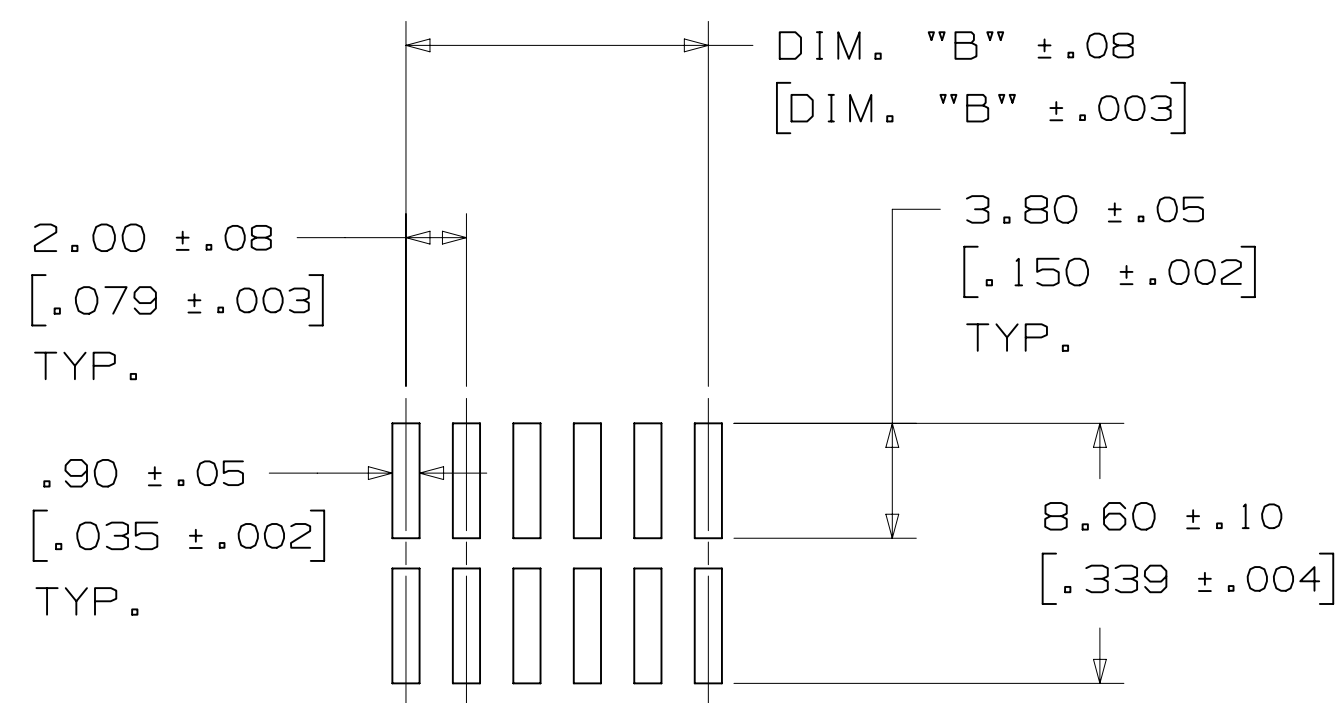 DIM. "B" ±.08
[DIM. "B" ±.003]
2.00 ±.08
[.079 ±.003]
TYP.
3.80 ±.05
[.150 ±.002]
TYP.
.90 ±.05
[.035 ±.002]
TYP.
8.60 ±.10
[.339 ±.004]